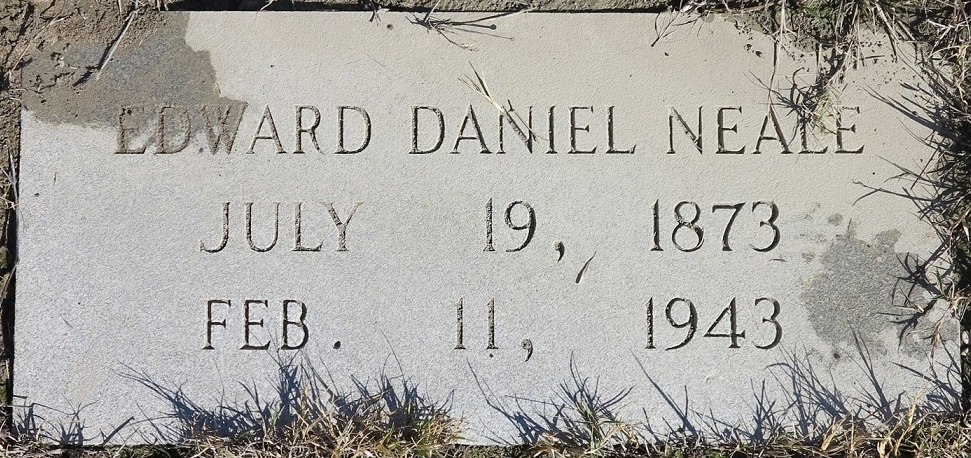 EDWARD DANIEL NEALE
JULY 19, 1873
FEB. 11, 1943